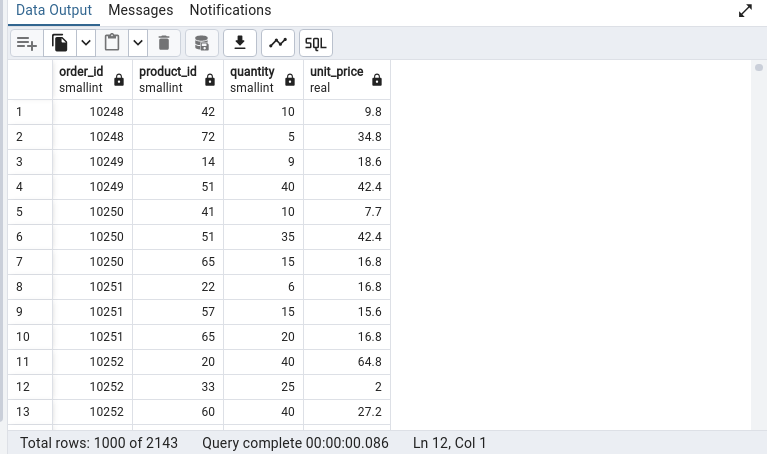 Data Output Messages Notifications
SQL
order_id product_id quantity unit_price
smallint smallint smallint real
1 10248 42 10 9.8
2 10248 72 5 34.8
3 10249 14 9 18.6
4 10249 51 40 42.4
5 10250 41 10 7.7
6 10250 51 35 42.4
7 10250 65 15 16.8
8 10251 22 6 16.8
9 10251 57 15 15.6
10 10251 65 20 16.8
11 10252 20 40 64.8
12 10252 33 25 2
13 10252 60 40 27.2
Total rows: 1000 of 2143 Query complete 00:00:00.086 Ln 12, Col 1